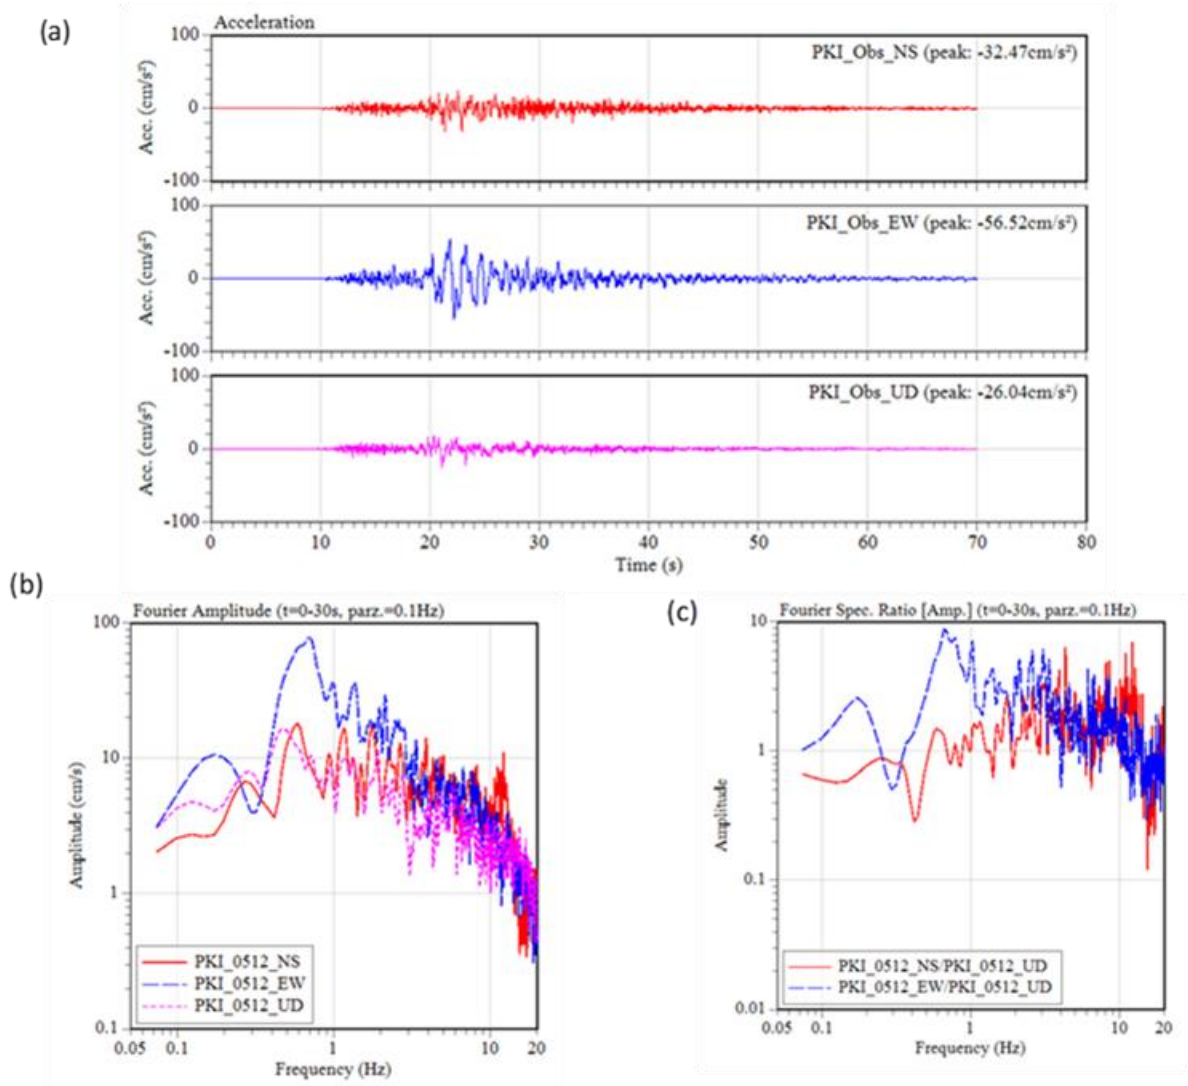 (a)
Acceleration
100
0
-100
Acc. (cm/s²)
PKI_Obs_NS (peak: -32.47cm/s²)
100
0
-100
Acc. (cm/s²)
PKI_Obs_EW (peak: -56.52cm/s²)
100
0
-100
Acc. (cm/s²)
PKI_Obs_UD (peak: -26.04cm/s²)
0 10 20 30 40 50 60 70 80
Time (s)
(b)
Fourier Amplitude (t=0-30s, parz.=0.1Hz)
100
10
1
0.1
Amplitude (cm/s)
PKI_0512_NS
PKI_0512_EW
PKI_0512_UD
0.05 0.1 1 10 20
Frequency (Hz)
(c)
Fourier Spec. Ratio [Amp.] (t=0-30s, parz.=0.1Hz)
10
1
0.1
0.01
Amplitude
PKI_0512_NS/PKI_0512_UD
PKI_0512_EW/PKI_0512_UD
0.05 0.1 1 10 20
Frequency (Hz)